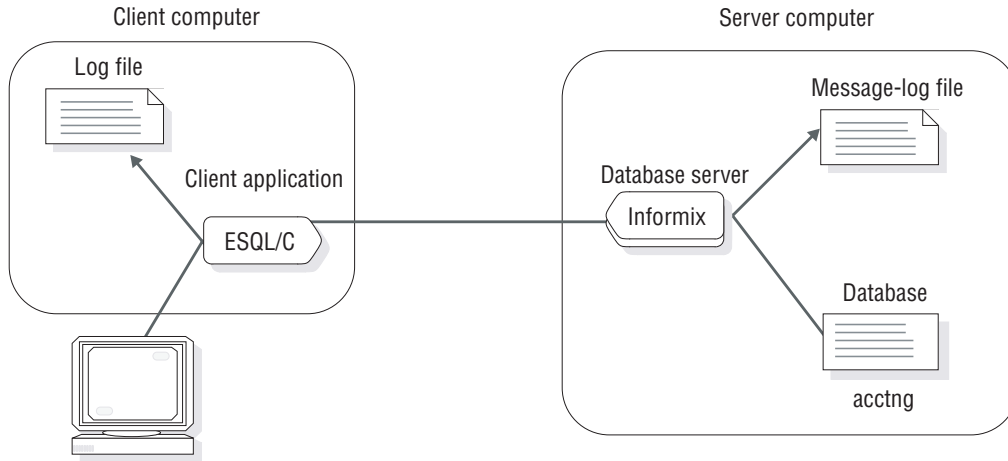 Client computer
Server computer
Log file
Message-log file
Client application
Database server
ESQL/C
Informix
Database
acctng